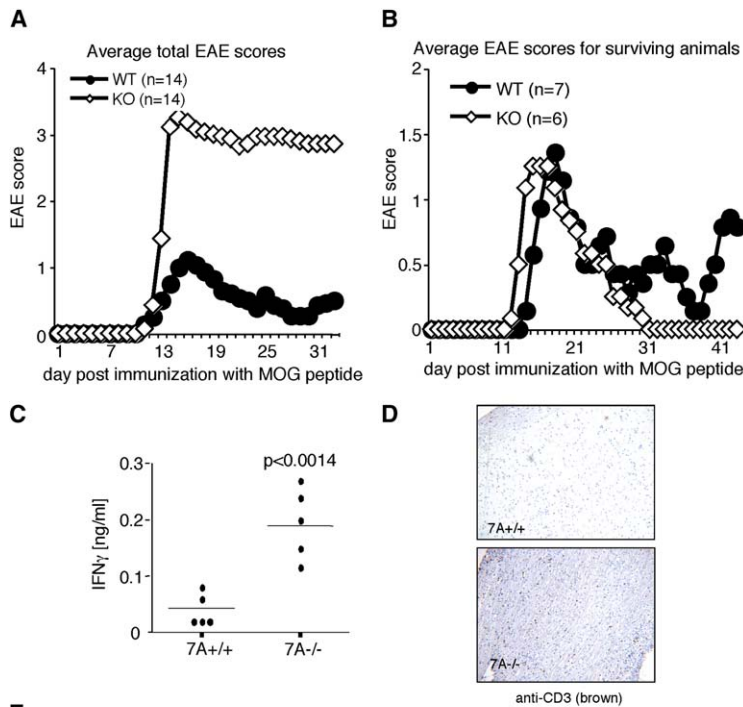 A
Average total EAE scores
4
3
2
1
0
EAE score
WT (n=14)
KO (n=14)
1 7 13 19 25 31
day post immunization with MOG peptide
B
Average EAE scores for surviving animals
2
1.5
1
0.5
0
EAE score
WT (n=7)
KO (n=6)
1 11 21 31 41
day post immunization with MOG peptide
C
p<0.0014
0.3
0.2
0.1
0
IFNγ [ng/ml]
7A+/+ 7A-/-
D
7A+/+
7A-/-
anti-CD3 (brown)